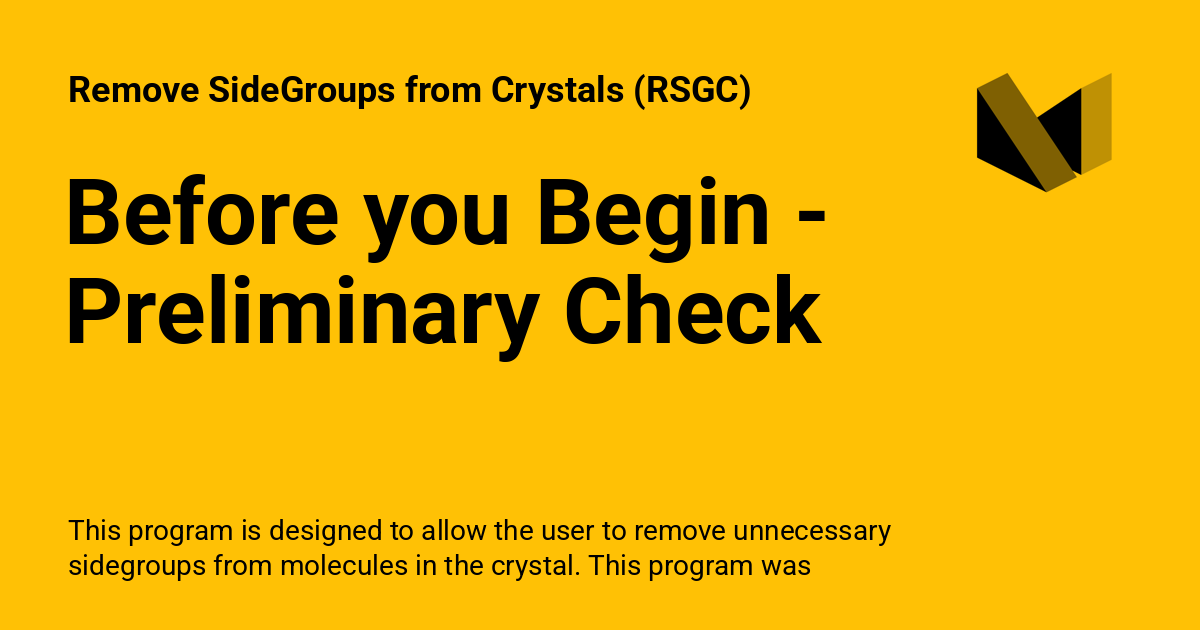 Remove SideGroups from Crystals (RSGC)
Before you Begin -
Preliminary Check
This program is designed to allow the user to remove unnecessary
sidegroups from molecules in the crystal. This program was